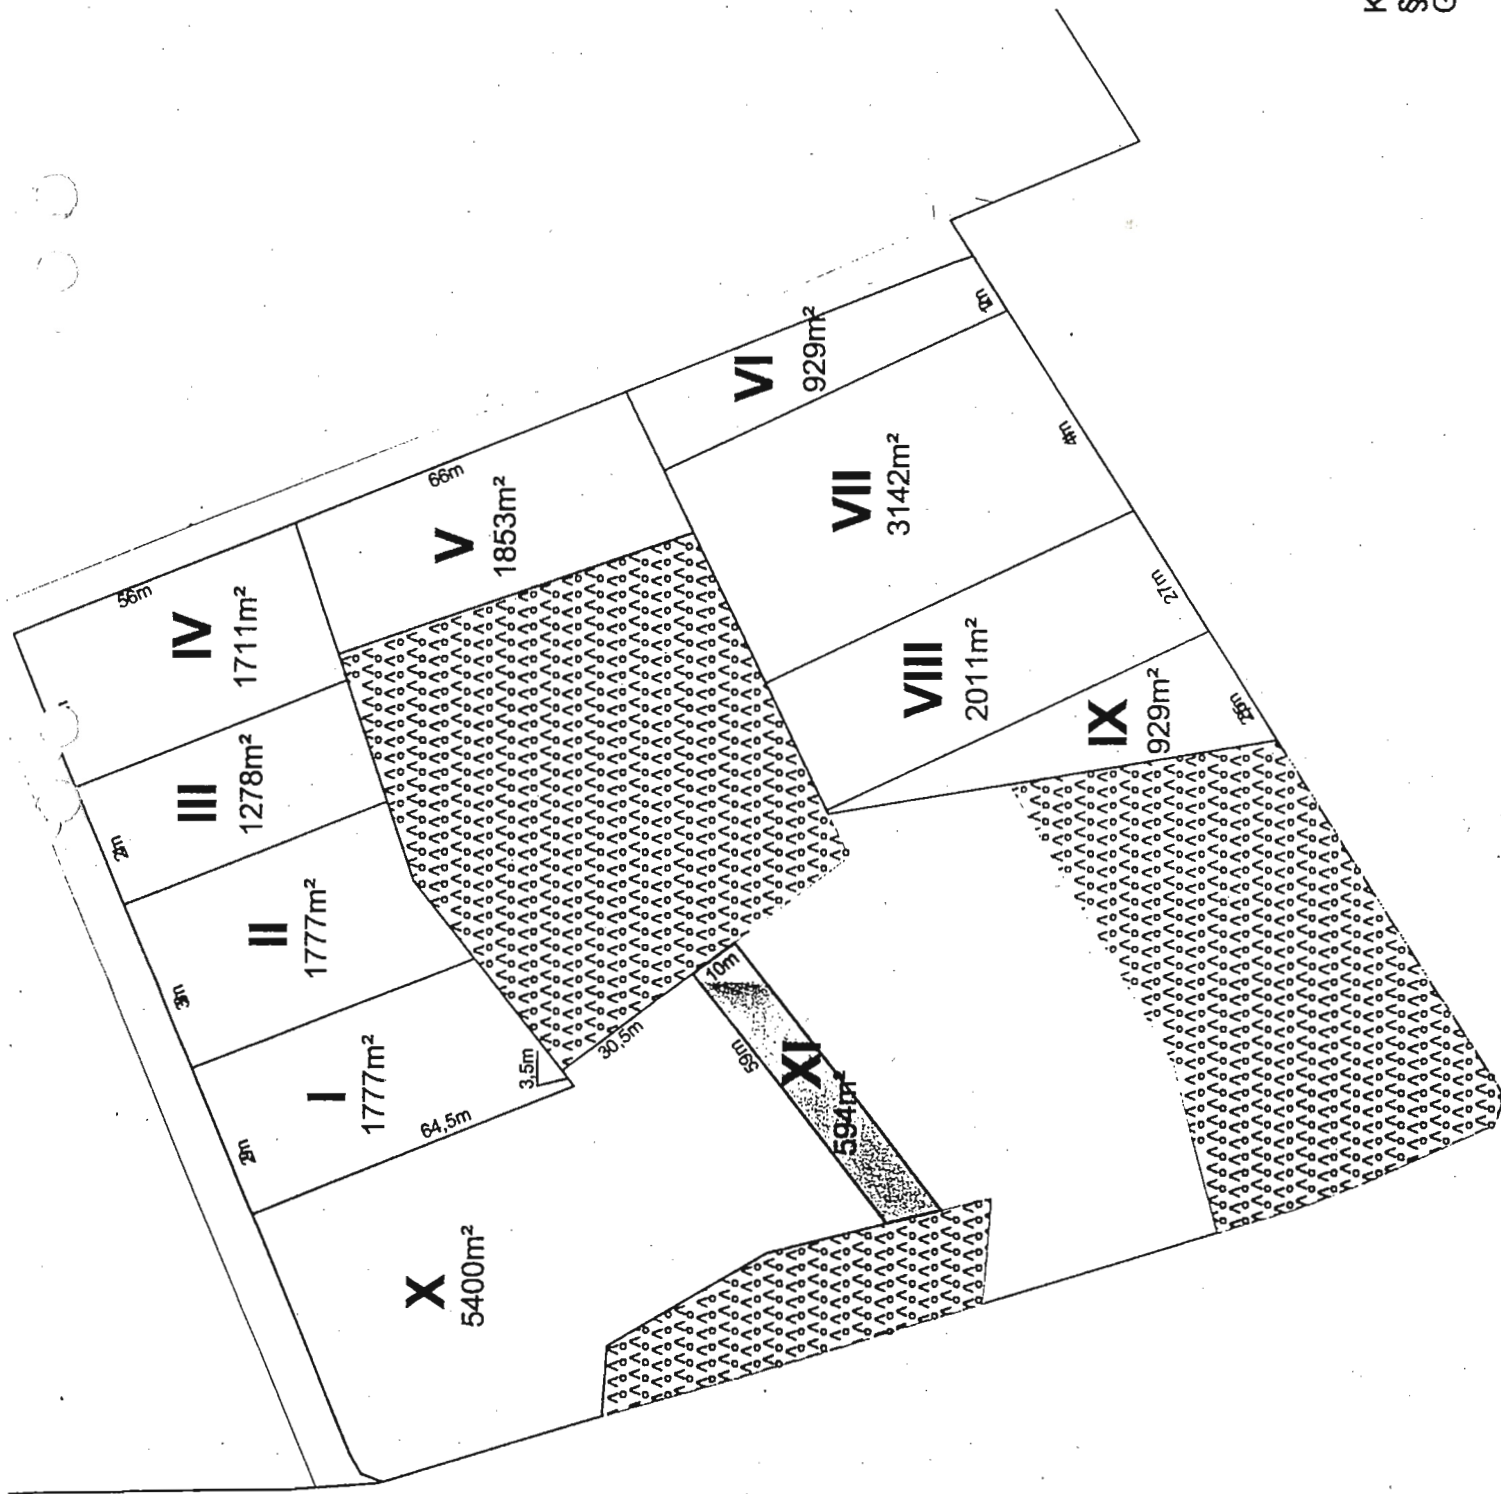 IV
1711m²
56m
III
1278m²
II
1777m²
I
1777m²
64,5m
3,5m
30,5m
V
1853m²
66m
VI
929m²
VII
3142m²
VIII
2011m²
27m
IX
929m²
X
5400m²
XI
594m²
59m
10m